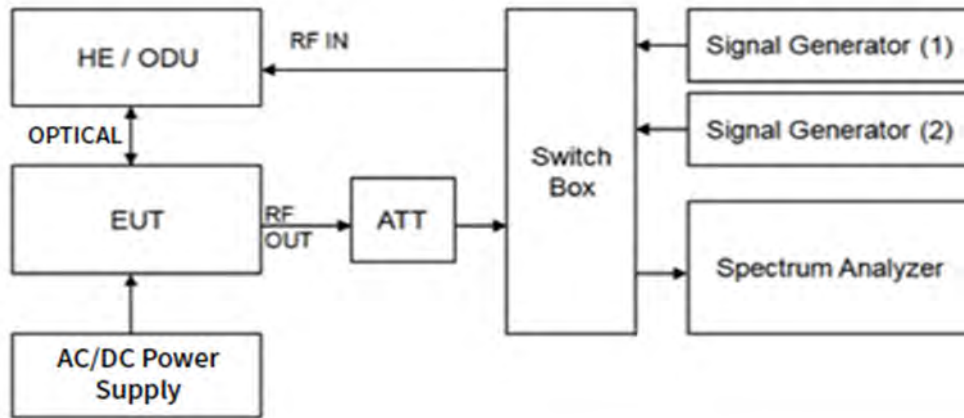 HE / ODU
RF IN
Signal Generator (1)
OPTICAL
Signal Generator (2)
Switch
Box
EUT
RF
OUT
ATT
Spectrum Analyzer
AC/DC Power
Supply